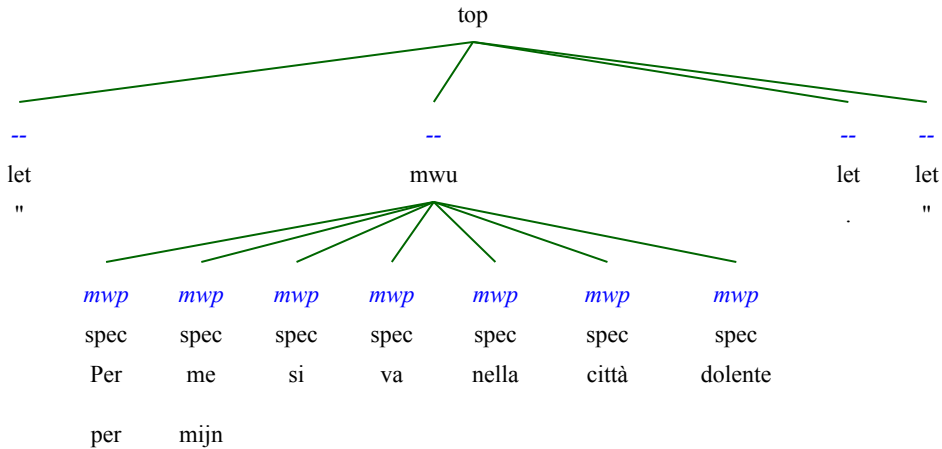 top
-- -- -- --
let mwu let let
" . "
mwp mwp mwp mwp mwp mwp mwp
spec spec spec spec spec spec spec
Per me si va nella città dolente
per mijn